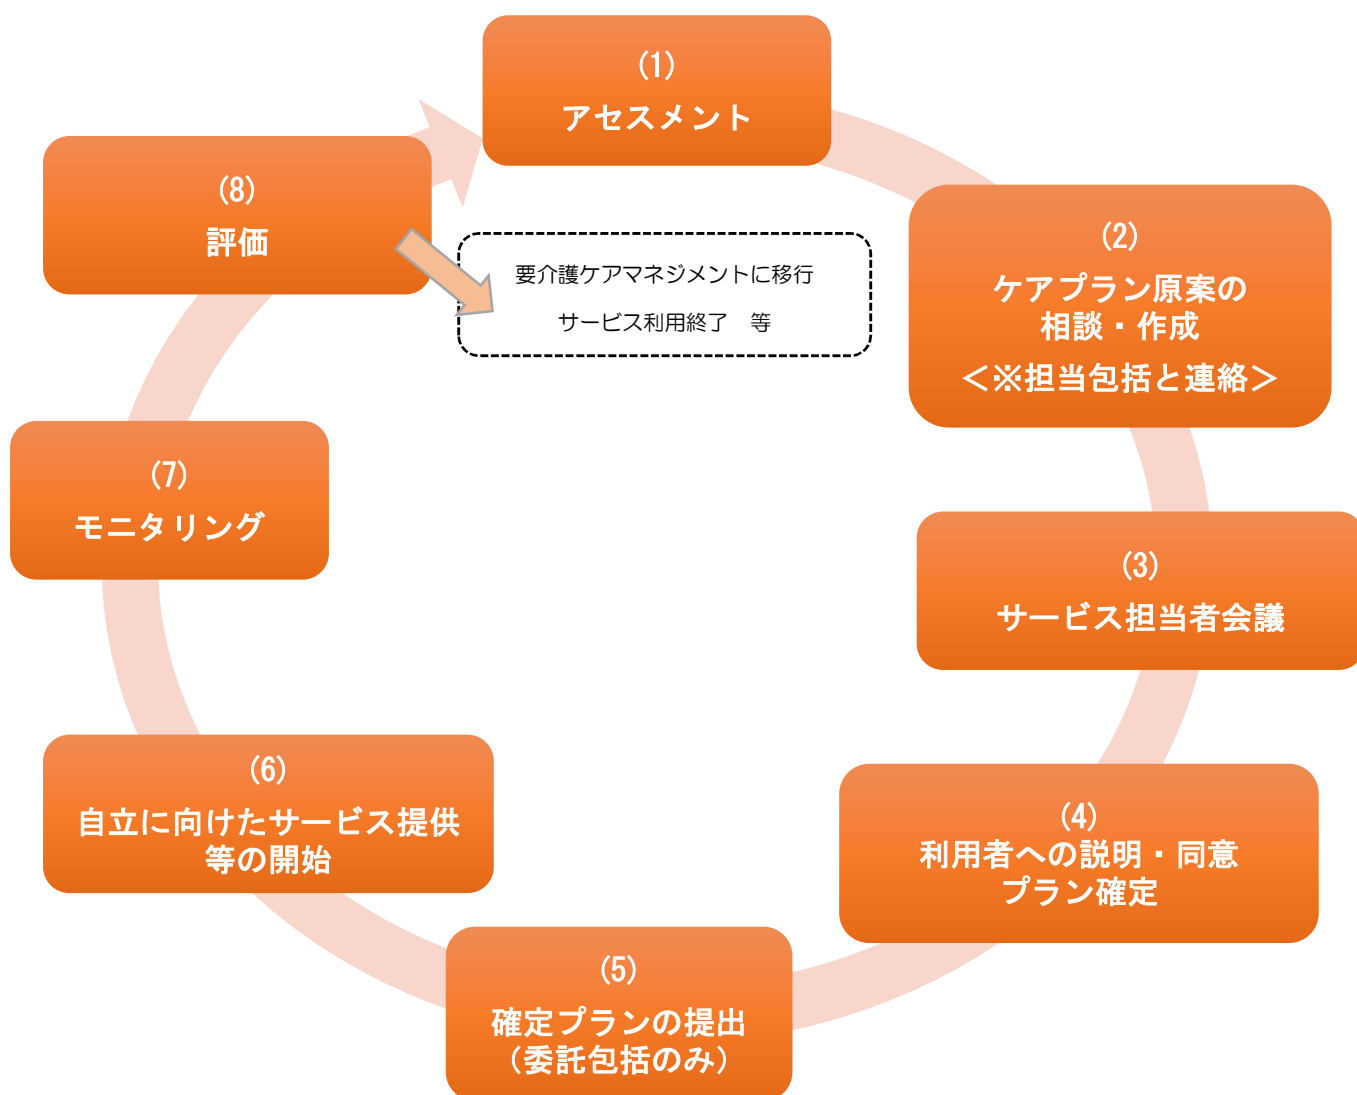 (1)
アセスメント
(2)
ケアプラン原案の
相談・作成
＜※担当包括と連絡＞
(3)
サービス担当者会議
(4)
利用者への説明・同意
プラン確定
(5)
確定プランの提出
（委託包括のみ）
(6)
自立に向けたサービス提供
等の開始
(7)
モニタリング
(8)
評価
要介護ケアマネジメントに移行
サービス利用終了　等